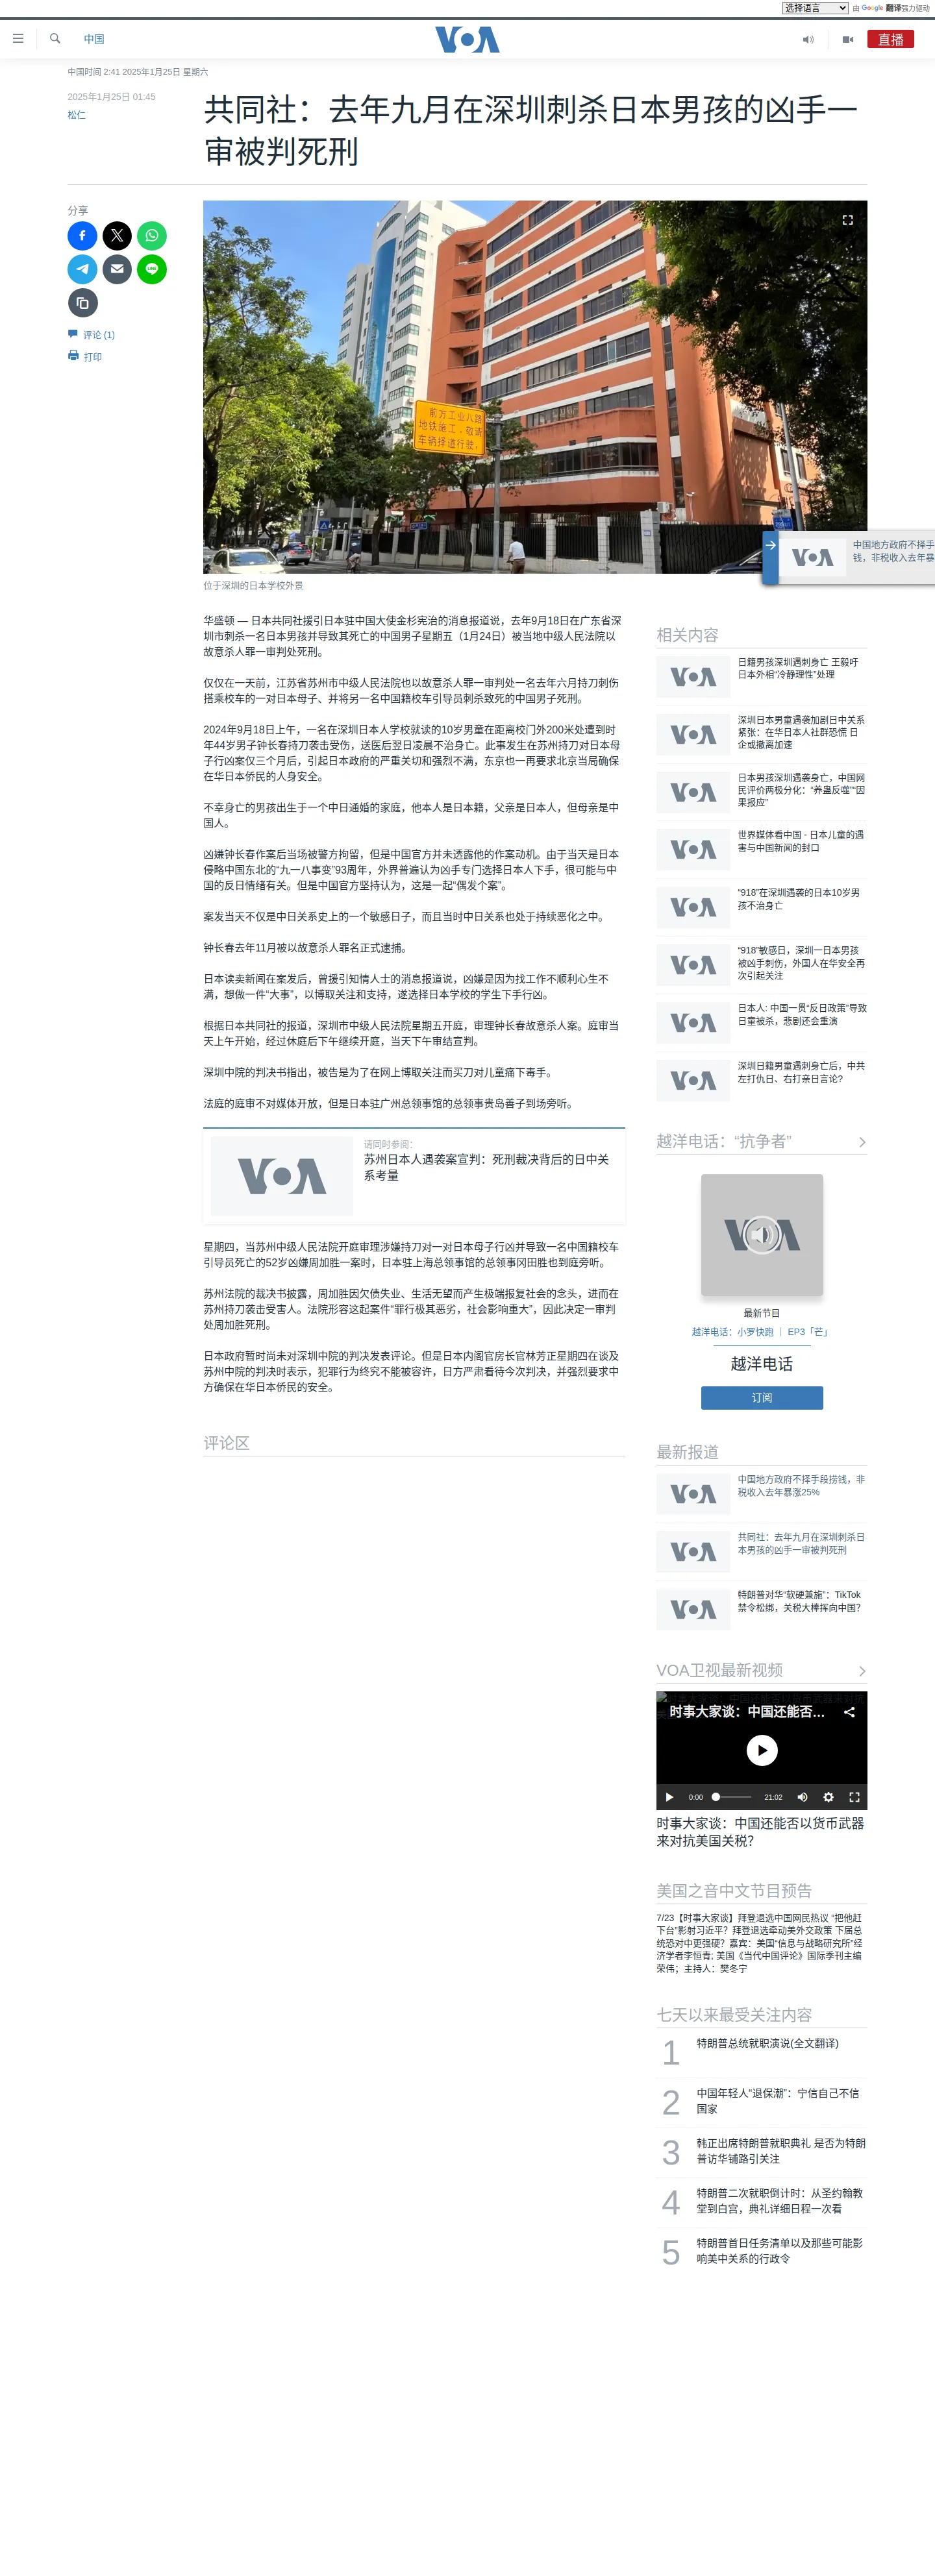 选择语言 由 Google 翻译强力驱动
中国
VOA
直播
中国时间 2:41 2025年1月25日 星期六
2025年1月25日 01:45
松仁
共同社：去年九月在深圳刺杀日本男孩的凶手一
审被判死刑
分享
评论 (1)
打印
前方工业八路
地铁施工，敬请
车辆择道行驶。
位于深圳的日本学校外景
中国地方政府不择手
钱，非税收入去年暴
华盛顿 — 日本共同社援引日本驻中国大使金杉宪治的消息报道说，去年9月18日在广东省深
圳市刺杀一名日本男孩并导致其死亡的中国男子星期五（1月24日）被当地中级人民法院以
故意杀人罪一审判处死刑。
仅仅在一天前，江苏省苏州市中级人民法院也以故意杀人罪一审判处一名去年六月持刀刺伤
搭乘校车的一对日本母子、并将另一名中国籍校车引导员刺杀致死的中国男子死刑。
2024年9月18日上午，一名在深圳日本人学校就读的10岁男童在距离校门外200米处遭到时
年44岁男子钟长春持刀袭击受伤，送医后翌日凌晨不治身亡。此事发生在苏州持刀对日本母
子行凶案仅三个月后，引起日本政府的严重关切和强烈不满，东京也一再要求北京当局确保
在华日本侨民的人身安全。
不幸身亡的男孩出生于一个中日通婚的家庭，他本人是日本籍，父亲是日本人，但母亲是中
国人。
凶嫌钟长春作案后当场被警方拘留，但是中国官方并未透露他的作案动机。由于当天是日本
侵略中国东北的“九一八事变”93周年，外界普遍认为凶手专门选择日本人下手，很可能与中
国的反日情绪有关。但是中国官方坚持认为，这是一起“偶发个案”。
案发当天不仅是中日关系史上的一个敏感日子，而且当时中日关系也处于持续恶化之中。
钟长春去年11月被以故意杀人罪名正式逮捕。
日本读卖新闻在案发后，曾援引知情人士的消息报道说，凶嫌是因为找工作不顺利心生不
满，想做一件“大事”，以博取关注和支持，遂选择日本学校的学生下手行凶。
根据日本共同社的报道，深圳市中级人民法院星期五开庭，审理钟长春故意杀人案。庭审当
天上午开始，经过休庭后下午继续开庭，当天下午审结宣判。
深圳中院的判决书指出，被告是为了在网上博取关注而买刀对儿童痛下毒手。
法庭的庭审不对媒体开放，但是日本驻广州总领事馆的总领事贵岛善子到场旁听。
VOA
请同时参阅：
苏州日本人遇袭案宣判：死刑裁决背后的日中关
系考量
星期四，当苏州中级人民法院开庭审理涉嫌持刀对一对日本母子行凶并导致一名中国籍校车
引导员死亡的52岁凶嫌周加胜一案时，日本驻上海总领事馆的总领事冈田胜也到庭旁听。
苏州法院的裁决书披露，周加胜因欠债失业、生活无望而产生极端报复社会的念头，进而在
苏州持刀袭击受害人。法院形容这起案件“罪行极其恶劣，社会影响重大”，因此决定一审判
处周加胜死刑。
日本政府暂时尚未对深圳中院的判决发表评论。但是日本内阁官房长官林芳正星期四在谈及
苏州中院的判决时表示，犯罪行为终究不能被容许，日方严肃看待今次判决，并强烈要求中
方确保在华日本侨民的安全。
评论区
相关内容
日籍男孩深圳遇刺身亡 王毅吁
日本外相“冷静理性”处理
深圳日本男童遇袭加剧日中关系
紧张：在华日本人社群恐慌 日
企或撤离加速
日本男孩深圳遇袭身亡，中国网
民评价两极分化：“养蛊反噬”“因
果报应”
世界媒体看中国 - 日本儿童的遇
害与中国新闻的封口
“918”在深圳遇袭的日本10岁男
孩不治身亡
“918”敏感日，深圳一日本男孩
被凶手刺伤，外国人在华安全再
次引起关注
日本人: 中国一贯“反日政策”导致
日童被杀，悲剧还会重演
深圳日籍男童遇刺身亡后，中共
左打仇日、右打亲日言论?
越洋电话：“抗争者”
最新节目
越洋电话：小罗快跑 ｜ EP3「芒」
越洋电话
订阅
最新报道
中国地方政府不择手段捞钱，非
税收入去年暴涨25%
共同社：去年九月在深圳刺杀日
本男孩的凶手一审被判死刑
特朗普对华“软硬兼施”：TikTok
禁令松绑，关税大棒挥向中国？
VOA卫视最新视频
时事大家谈：中国还能否…
0:00 21:02
时事大家谈：中国还能否以货币武器
来对抗美国关税？
美国之音中文节目预告
7/23【时事大家谈】拜登退选中国网民热议 “把他赶
下台”影射习近平？拜登退选牵动美外交政策 下届总
统恐对中更强硬？嘉宾：美国“信息与战略研究所”经
济学者李恒青; 美国《当代中国评论》国际季刊主编
荣伟；主持人：樊冬宁
七天以来最受关注内容
1 特朗普总统就职演说(全文翻译)
2 中国年轻人“退保潮”：宁信自己不信
国家
3 韩正出席特朗普就职典礼 是否为特朗
普访华铺路引关注
4 特朗普二次就职倒计时：从圣约翰教
堂到白宫，典礼详细日程一次看
5 特朗普首日任务清单以及那些可能影
响美中关系的行政令